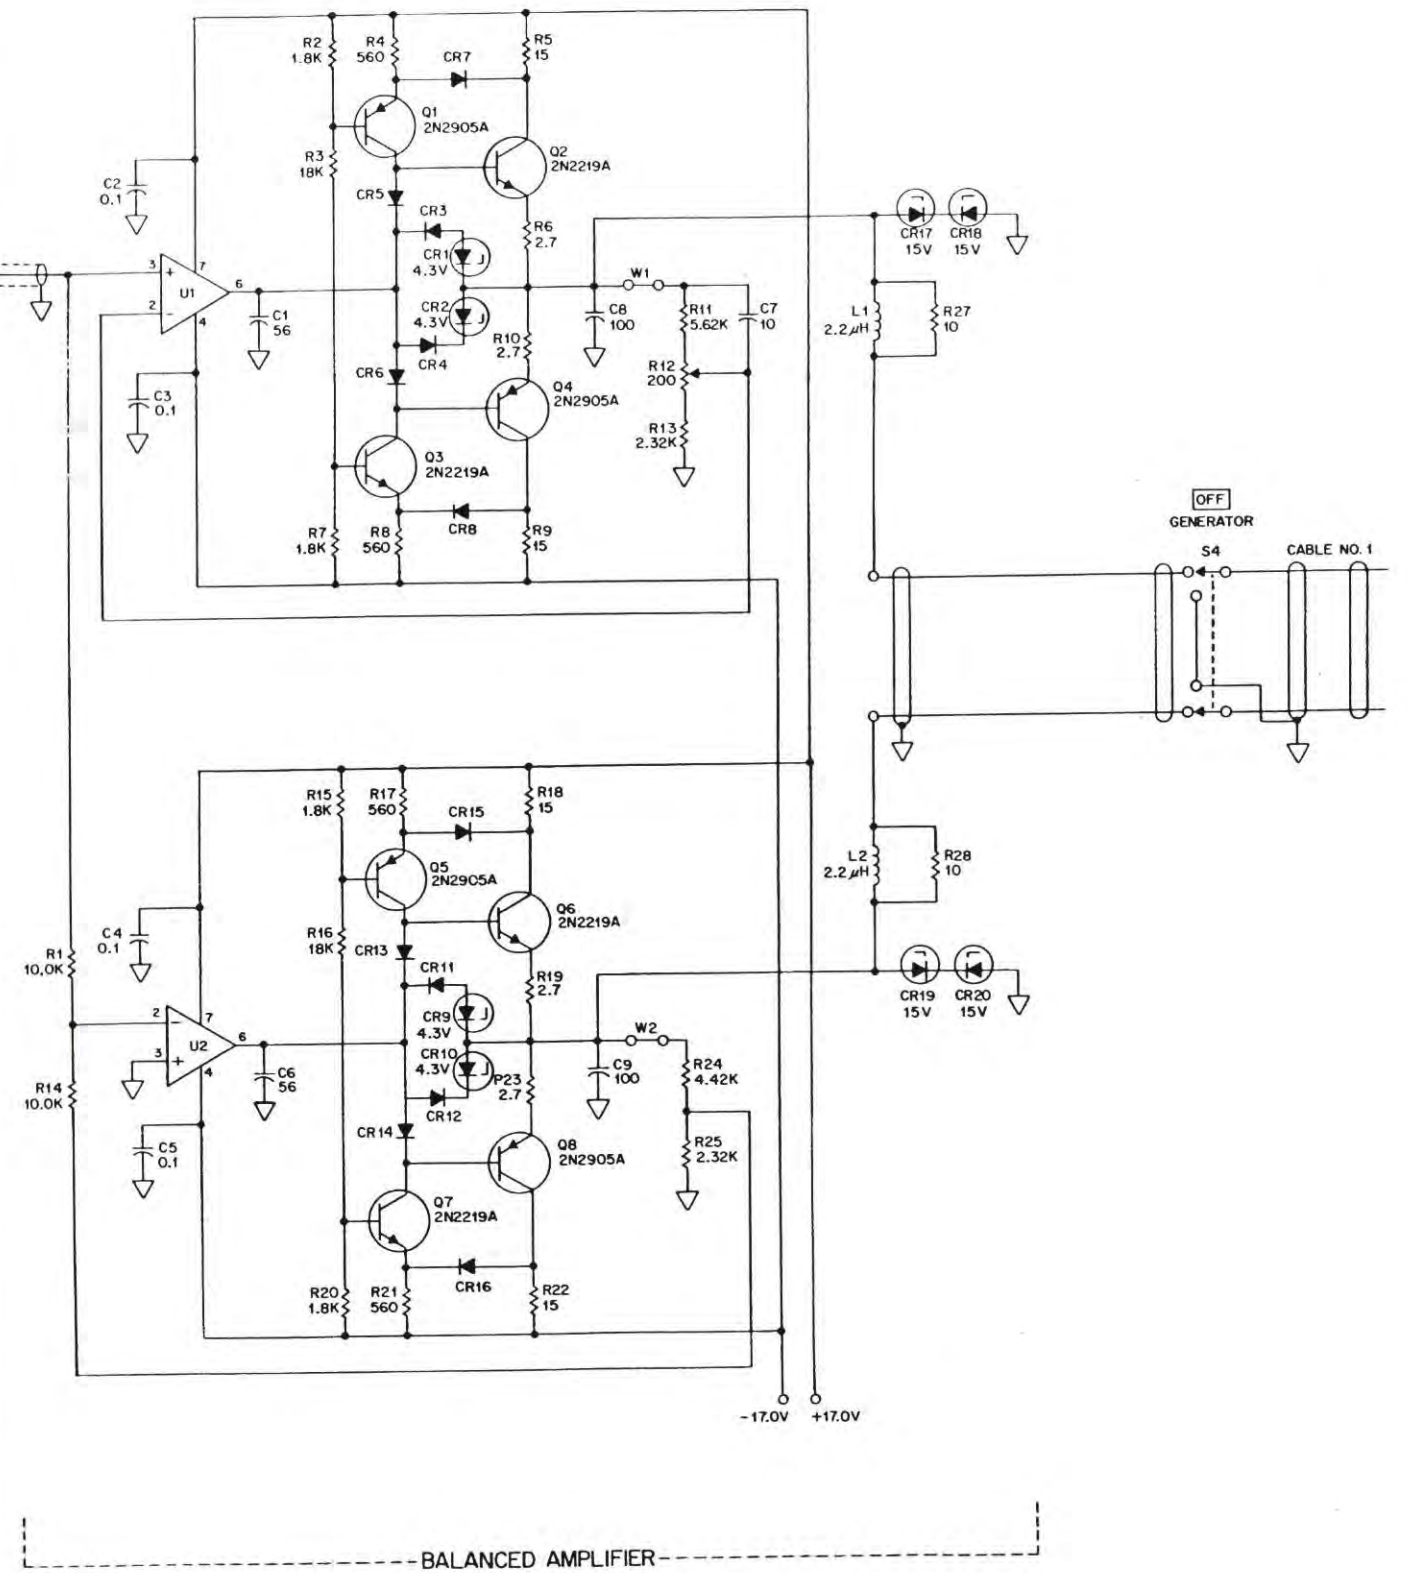 R2
1.8K
R4
560
CR7
R5
15
Q1
2N2905A
R3
18K
Q2
2N2219A
C2
0.1
CR5
CR3
R6
2.7
CR17
15V
CR18
15V
CR1
4.3V
3
+
7
U1
6
2
-
4
C1
56
W1
CR2
4.3V
C8
100
R11
5.62K
C7
10
L1
2.2µH
R27
10
R10
2.7
CR4
CR6
R12
200
C3
0.1
Q4
2N2905A
R13
2.32K
Q3
2N2219A
R7
1.8K
R8
560
CR8
R9
15
OFF
GENERATOR
S4
CABLE NO. 1
R15
1.8K
R17
560
CR15
R18
15
Q5
2N2905A
L2
2.2µH
R28
10
Q6
2N2219A
C4
0.1
R16
18K
CR13
R1
10.0K
CR11
R19
2.7
CR19
15V
CR20
15V
CR9
4.3V
2
-
7
U2
6
3
+
4
W2
CR10
4.3V
C6
56
C9
100
R24
4.42K
R14
10.0K
P23
2.7
CR12
CR14
C5
0.1
Q8
2N2905A
R25
2.32K
Q7
2N2219A
R20
1.8K
R21
560
CR16
R22
15
-17.0V
+17.0V
BALANCED AMPLIFIER